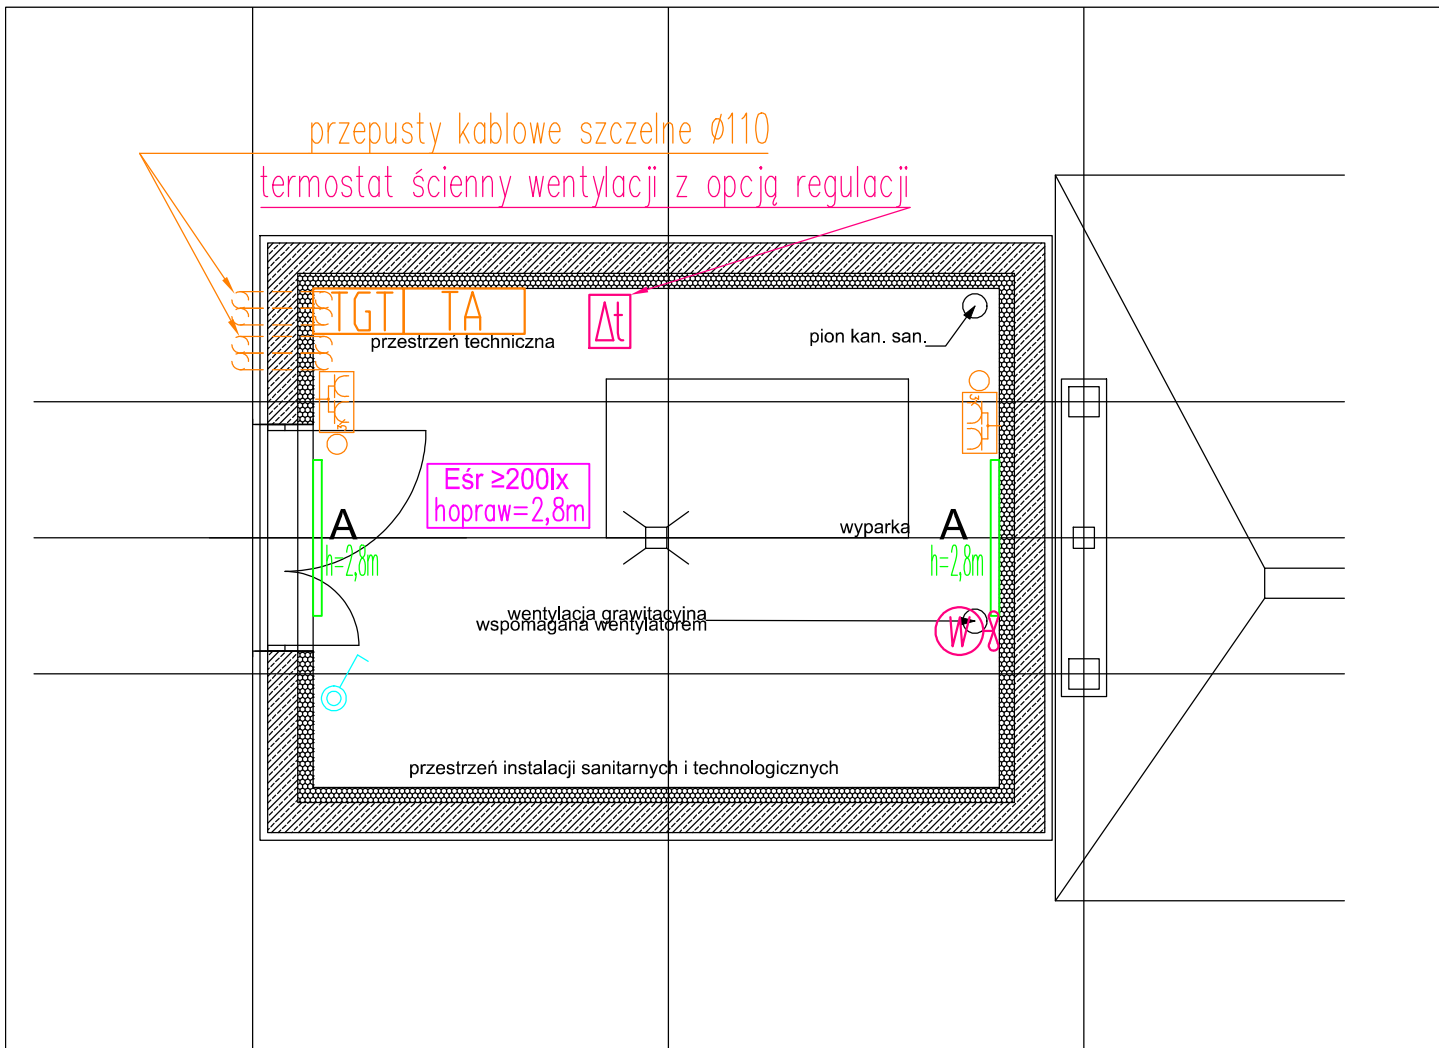 przepusty kablowe szczelne Ø110
termostat ścienny wentylacji z opcją regulacji
TGT TA
Δt
przestrzeń techniczna
pion kan. san.
Eśr ≥200lx
hopraw=2,8m
A
h=2,8m
wyparka
A
h=2,8m
wentylacja grawitacyjna
wspomagana wentylatorem
W
przestrzeń instalacji sanitarnych i technologicznych